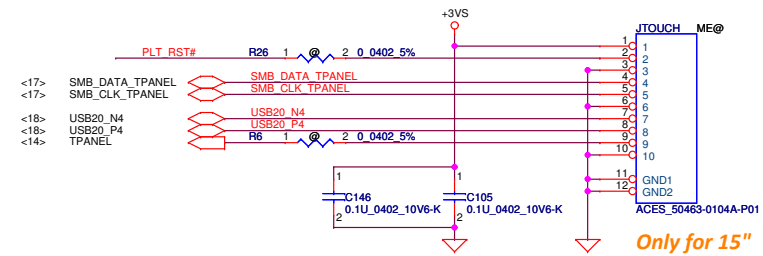 +3VS
JTOUCH ME@
PLT_RST# R26 1 @ 2 0_0402_5%
1 1
2 2
3 3
<17> SMB_DATA_TPANEL SMB_DATA_TPANEL 4 4
<17> SMB_CLK_TPANEL SMB_CLK_TPANEL 5 5
6 6
<18> USB20_N4 USB20_N4 7 7
<18> USB20_P4 USB20_P4 8 8
<14> TPANEL R6 1 @ 2 0_0402_5% 9 9
10 10
11 GND1
12 GND2
1 1
C146 C105
0.1U_0402_10V6-K 0.1U_0402_10V6-K
2 2
ACES_50463-0104A-P01
Only for 15"